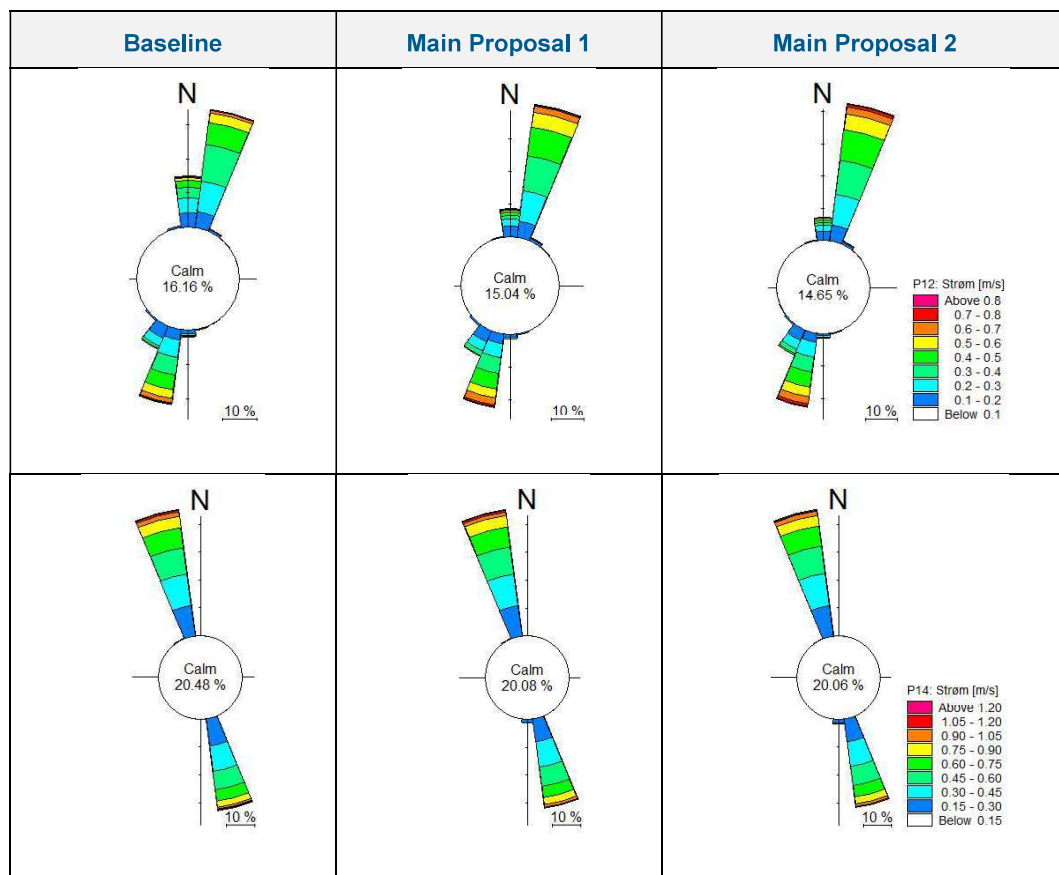 Baseline
Main Proposal 1
Main Proposal 2
N
Calm
16.16 %
10 %
N
Calm
15.04 %
10 %
N
Calm
14.65 %
10 %
P12: Strøm [m/s]
Above 0.8
0.7 - 0.8
0.6 - 0.7
0.5 - 0.6
0.4 - 0.5
0.3 - 0.4
0.2 - 0.3
0.1 - 0.2
Below 0.1
N
Calm
20.48 %
10 %
N
Calm
20.08 %
10 %
N
Calm
20.06 %
10 %
P14: Strøm [m/s]
Above 1.20
1.05 - 1.20
0.90 - 1.05
0.75 - 0.90
0.60 - 0.75
0.45 - 0.60
0.30 - 0.45
0.15 - 0.30
Below 0.15